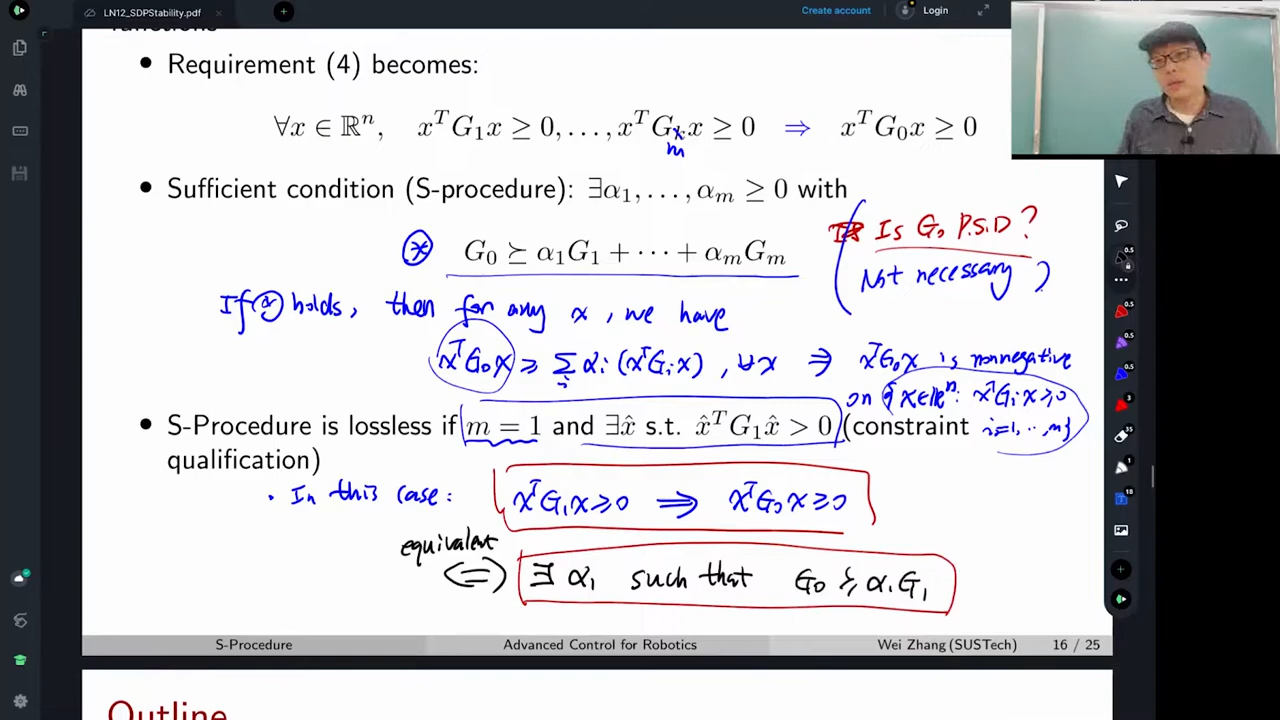 LN12_SDPStability.pdf
Create account
Login
functions
• Requirement (4) becomes:
∀x ∈ ℝⁿ, xᵀG₁x ≥ 0, . . . , xᵀGₖx ≥ 0 ⇒ xᵀG₀x ≥ 0
m
• Sufficient condition (S-procedure): ∃α₁, . . . , αₘ ≥ 0 with
Is G₀ P.S.D?
(*) G₀ ⪰ α₁G₁ + · · · + αₘGₘ
(Not necessary)
If (*) holds, then for any x, we have
xᵀG₀x ≥ Σᵢ αᵢ (xᵀGᵢx), ∀x ⇒ xᵀG₀x is nonnegative
on {x∈ℝⁿ: xᵀGᵢx ≥ 0
• S-Procedure is lossless if m = 1 and ∃x̂ s.t. x̂ᵀG₁x̂ > 0 (constraint
i=1,··,m}
qualification)
· In this case: xᵀG₁x ≥ 0 ⇒ xᵀG₀x ≥ 0
equivalent
⇔ ∃ α₁ such that G₀ ⪰ α₁G₁
S-Procedure
Advanced Control for Robotics
Wei Zhang (SUSTech)
16 / 25
Outline